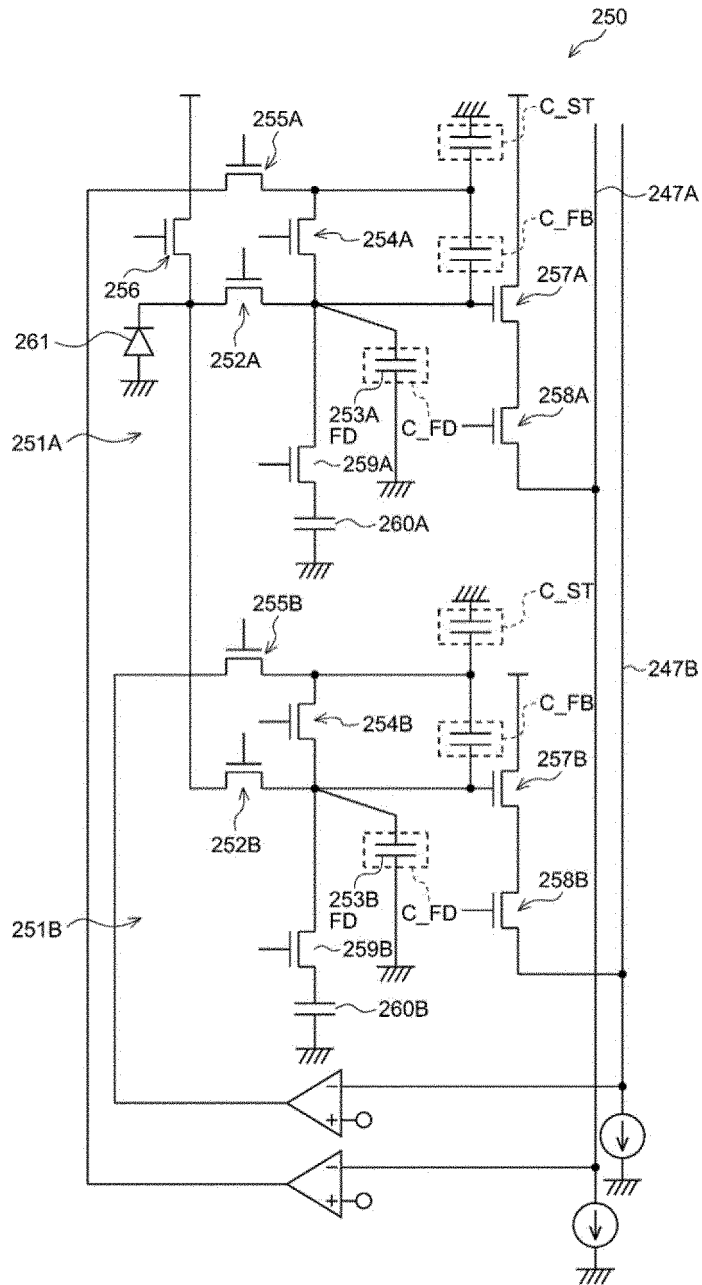 250
C_ST
255A
247A
C_FB
254A
256
257A
261
252A
253A
FD
C_FD
258A
251A
259A
260A
C_ST
255B
247B
C_FB
254B
257B
252B
253B
FD
C_FD
258B
251B
259B
260B
−
+
−
+